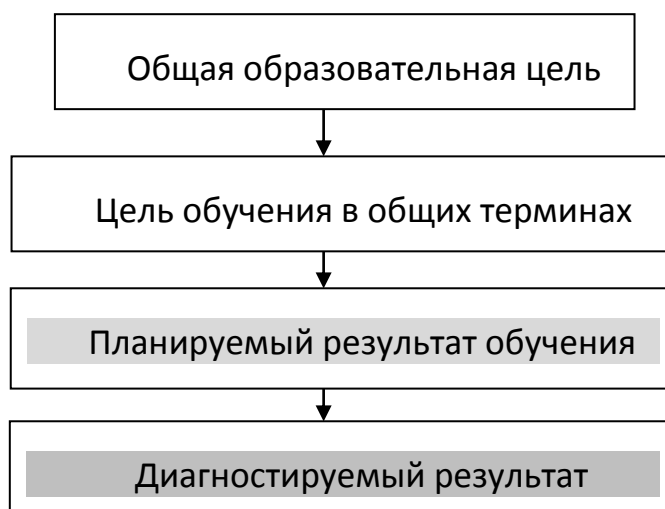 Общая образовательная цель
Цель обучения в общих терминах
Планируемый результат обучения
Диагностируемый результат